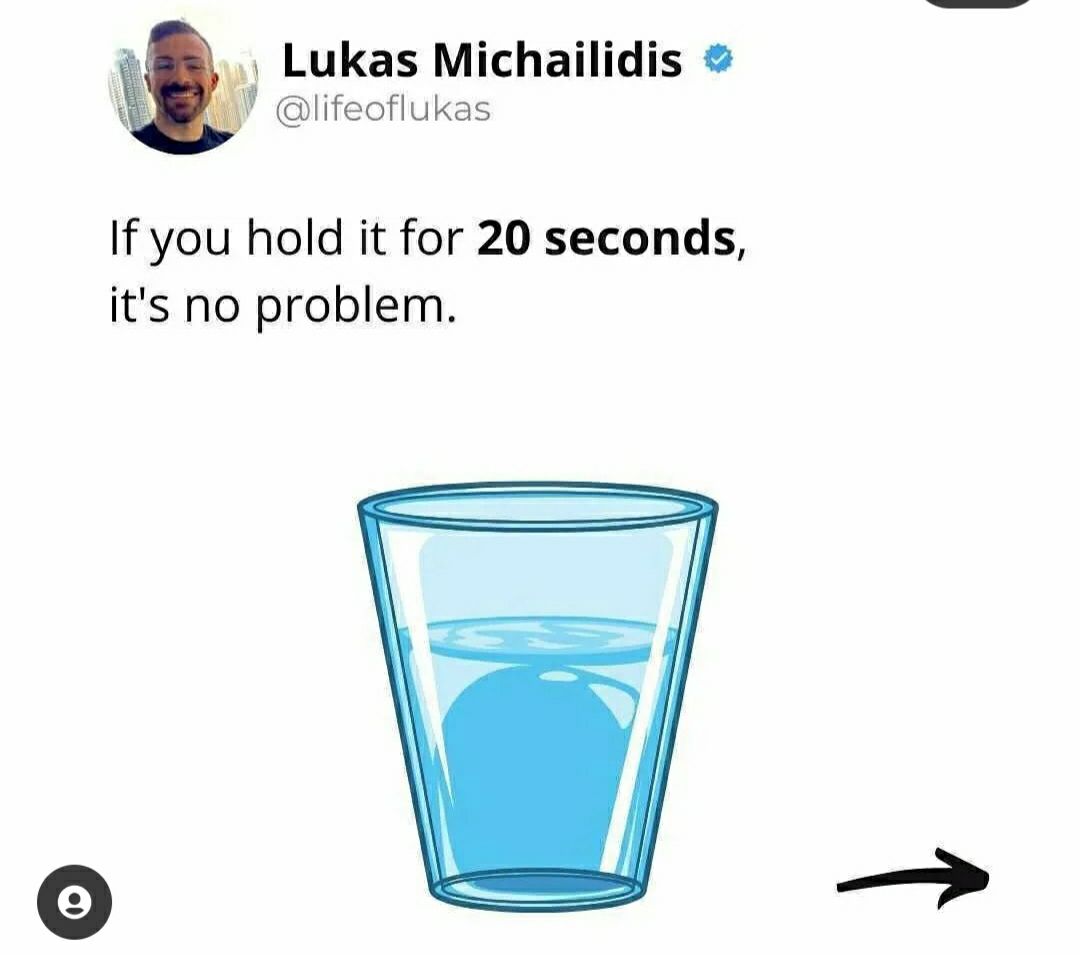 Lukas Michailidis
@lifeoflukas
If you hold it for 20 seconds,
it's no problem.